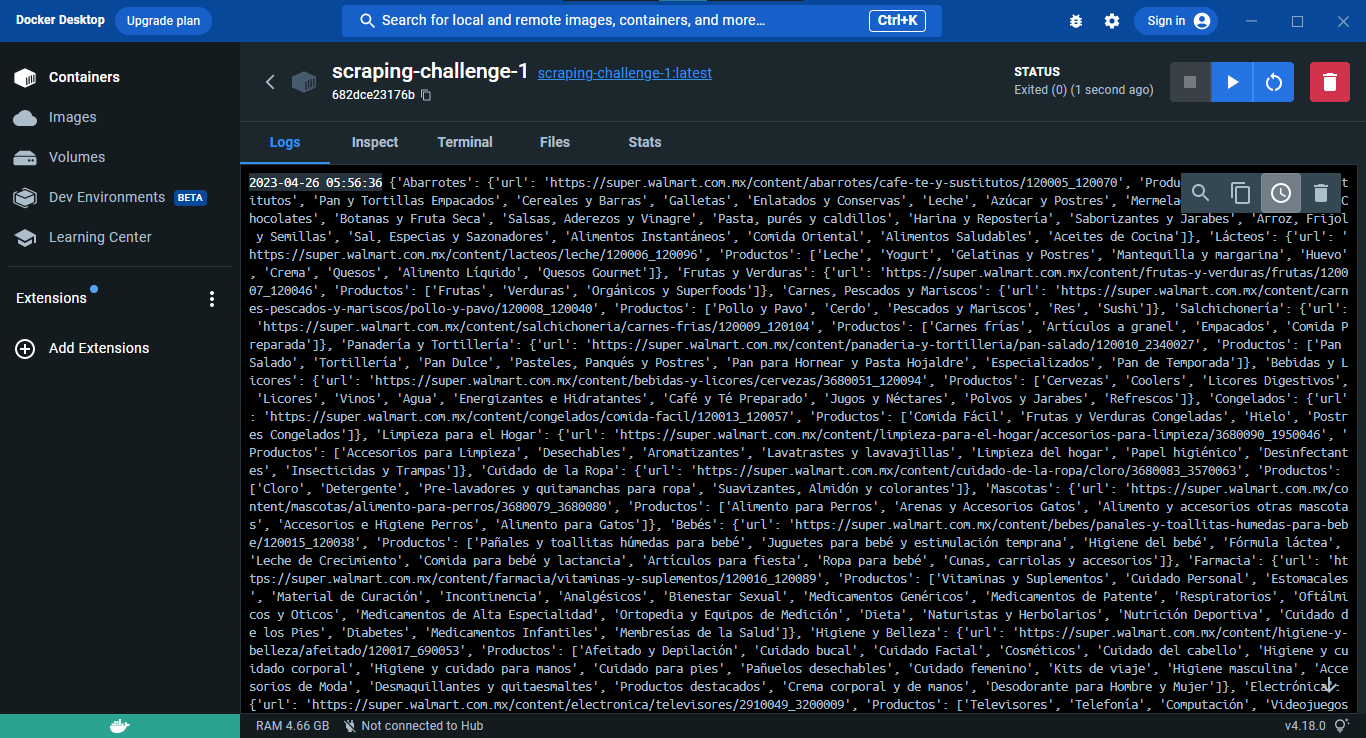 Docker Desktop
Upgrade plan
Search for local and remote images, containers, and more...
Ctrl+K
Sign in
Containers
Images
Volumes
Dev Environments
BETA
Learning Center
Extensions
Add Extensions
scraping-challenge-1
scraping-challenge-1:latest
682dce23176b
STATUS
Exited (0) (1 second ago)
Logs
Inspect
Terminal
Files
Stats
2023-04-26 05:56:36 {'Abarrotes': {'url': 'https://super.walmart.com.mx/content/abarrotes/cafe-te-y-sustitutos/120005_120070', 'Produ
titutos', 'Pan y Tortillas Empacados', 'Cereales y Barras', 'Galletas', 'Enlatados y Conservas', 'Leche', 'Azúcar y Postres', 'Mermela
hocolates', 'Botanas y Fruta Seca', 'Salsas, Aderezos y Vinagre', 'Pasta, purés y caldillos', 'Harina y Repostería', 'Saborizantes y Jarabes', 'Arroz, Frijol
y Semillas', 'Sal, Especias y Sazonadores', 'Alimentos Instantáneos', 'Comida Oriental', 'Alimentos Saludables', 'Aceites de Cocina']}, 'Lácteos': {'url': '
https://super.walmart.com.mx/content/lacteos/leche/120006_120096', 'Productos': ['Leche', 'Yogurt', 'Gelatinas y Postres', 'Mantequilla y margarina', 'Huevo'
, 'Crema', 'Quesos', 'Alimento Líquido', 'Quesos Gourmet']}, 'Frutas y Verduras': {'url': 'https://super.walmart.com.mx/content/frutas-y-verduras/frutas/1200
07_120046', 'Productos': ['Frutas', 'Verduras', 'Orgánicos y Superfoods']}, 'Carnes, Pescados y Mariscos': {'url': 'https://super.walmart.com.mx/content/carn
es-pescados-y-mariscos/pollo-y-pavo/120008_120040', 'Productos': ['Pollo y Pavo', 'Cerdo', 'Pescados y Mariscos', 'Res', 'Sushi']}, 'Salchichonería': {'url':
'https://super.walmart.com.mx/content/salchichoneria/carnes-frias/120009_120104', 'Productos': ['Carnes frías', 'Artículos a granel', 'Empacados', 'Comida P
reparada']}, 'Panadería y Tortillería': {'url': 'https://super.walmart.com.mx/content/panaderia-y-tortilleria/pan-salado/120010_2340027', 'Productos': ['Pan
Salado', 'Tortillería', 'Pan Dulce', 'Pasteles, Panqués y Postres', 'Pan para Hornear y Pasta Hojaldre', 'Especializados', 'Pan de Temporada']}, 'Bebidas y L
icores': {'url': 'https://super.walmart.com.mx/content/bebidas-y-licores/cervezas/3680051_120094', 'Productos': ['Cervezas', 'Coolers', 'Licores Digestivos',
'Licores', 'Vinos', 'Agua', 'Energizantes e Hidratantes', 'Café y Té Preparado', 'Jugos y Néctares', 'Polvos y Jarabes', 'Refrescos']}, 'Congelados': {'url'
: 'https://super.walmart.com.mx/content/congelados/comida-facil/120013_120057', 'Productos': ['Comida Fácil', 'Frutas y Verduras Congeladas', 'Hielo', 'Postr
es Congelados']}, 'Limpieza para el Hogar': {'url': 'https://super.walmart.com.mx/content/limpieza-para-el-hogar/accesorios-para-limpieza/3680090_1950046', '
Productos': ['Accesorios para Limpieza', 'Desechables', 'Aromatizantes', 'Lavatrastes y lavavajillas', 'Limpieza del hogar', 'Papel higiénico', 'Desinfectant
es', 'Insecticidas y Trampas']}, 'Cuidado de la Ropa': {'url': 'https://super.walmart.com.mx/content/cuidado-de-la-ropa/cloro/3680083_3570063', 'Productos':
['Cloro', 'Detergente', 'Pre-lavadores y quitamanchas para ropa', 'Suavizantes, Almidón y colorantes']}, 'Mascotas': {'url': 'https://super.walmart.com.mx/co
ntent/mascotas/alimento-para-perros/3680079_3680080', 'Productos': ['Alimento para Perros', 'Arenas y Accesorios Gatos', 'Alimento y accesorios otras mascota
s', 'Accesorios e Higiene Perros', 'Alimento para Gatos']}, 'Bebés': {'url': 'https://super.walmart.com.mx/content/bebes/panales-y-toallitas-humedas-para-beb
e/120015_120038', 'Productos': ['Pañales y toallitas húmedas para bebé', 'Juguetes para bebé y estimulación temprana', 'Higiene del bebé', 'Fórmula láctea',
'Leche de Crecimiento', 'Comida para bebé y lactancia', 'Artículos para fiesta', 'Ropa para bebé', 'Cunas, carriolas y accesorios']}, 'Farmacia': {'url': 'ht
tps://super.walmart.com.mx/content/farmacia/vitaminas-y-suplementos/120016_120089', 'Productos': ['Vitaminas y Suplementos', 'Cuidado Personal', 'Estomacales
', 'Material de Curación', 'Incontinencia', 'Analgésicos', 'Bienestar Sexual', 'Medicamentos Genéricos', 'Medicamentos de Patente', 'Respiratorios', 'Oftálmi
cos y Oticos', 'Medicamentos de Alta Especialidad', 'Ortopedia y Equipos de Medición', 'Dieta', 'Naturistas y Herbolarios', 'Nutrición Deportiva', 'Cuidado d
e los Pies', 'Diabetes', 'Medicamentos Infantiles', 'Membresías de la Salud']}, 'Higiene y Belleza': {'url': 'https://super.walmart.com.mx/content/higiene-y-
belleza/afeitado/120017_690053', 'Productos': ['Afeitado y Depilación', 'Cuidado bucal', 'Cuidado Facial', 'Cosméticos', 'Cuidado del cabello', 'Higiene y cu
idado corporal', 'Higiene y cuidado para manos', 'Cuidado para pies', 'Pañuelos desechables', 'Cuidado femenino', 'Kits de viaje', 'Higiene masculina', 'Acce
sorios de Moda', 'Desmaquillantes y quitaesmaltes', 'Productos destacados', 'Crema corporal y de manos', 'Desodorante para Hombre y Mujer']}, 'Electrónica':
{'url': 'https://super.walmart.com.mx/content/electronica/televisores/2910049_3200009', 'Productos': ['Televisores', 'Telefonía', 'Computación', 'Videojuegos
RAM 4.66 GB
Not connected to Hub
v4.18.0